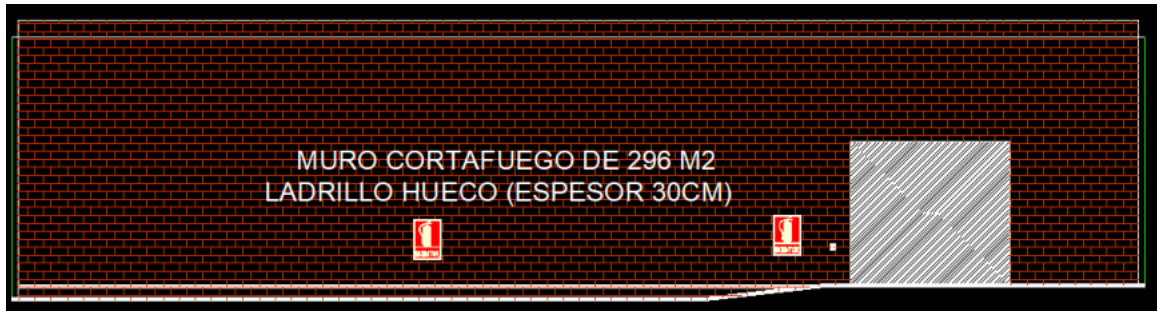 MURO CORTAFUEGO DE 296 M2
LADRILLO HUECO (ESPESOR 30CM)